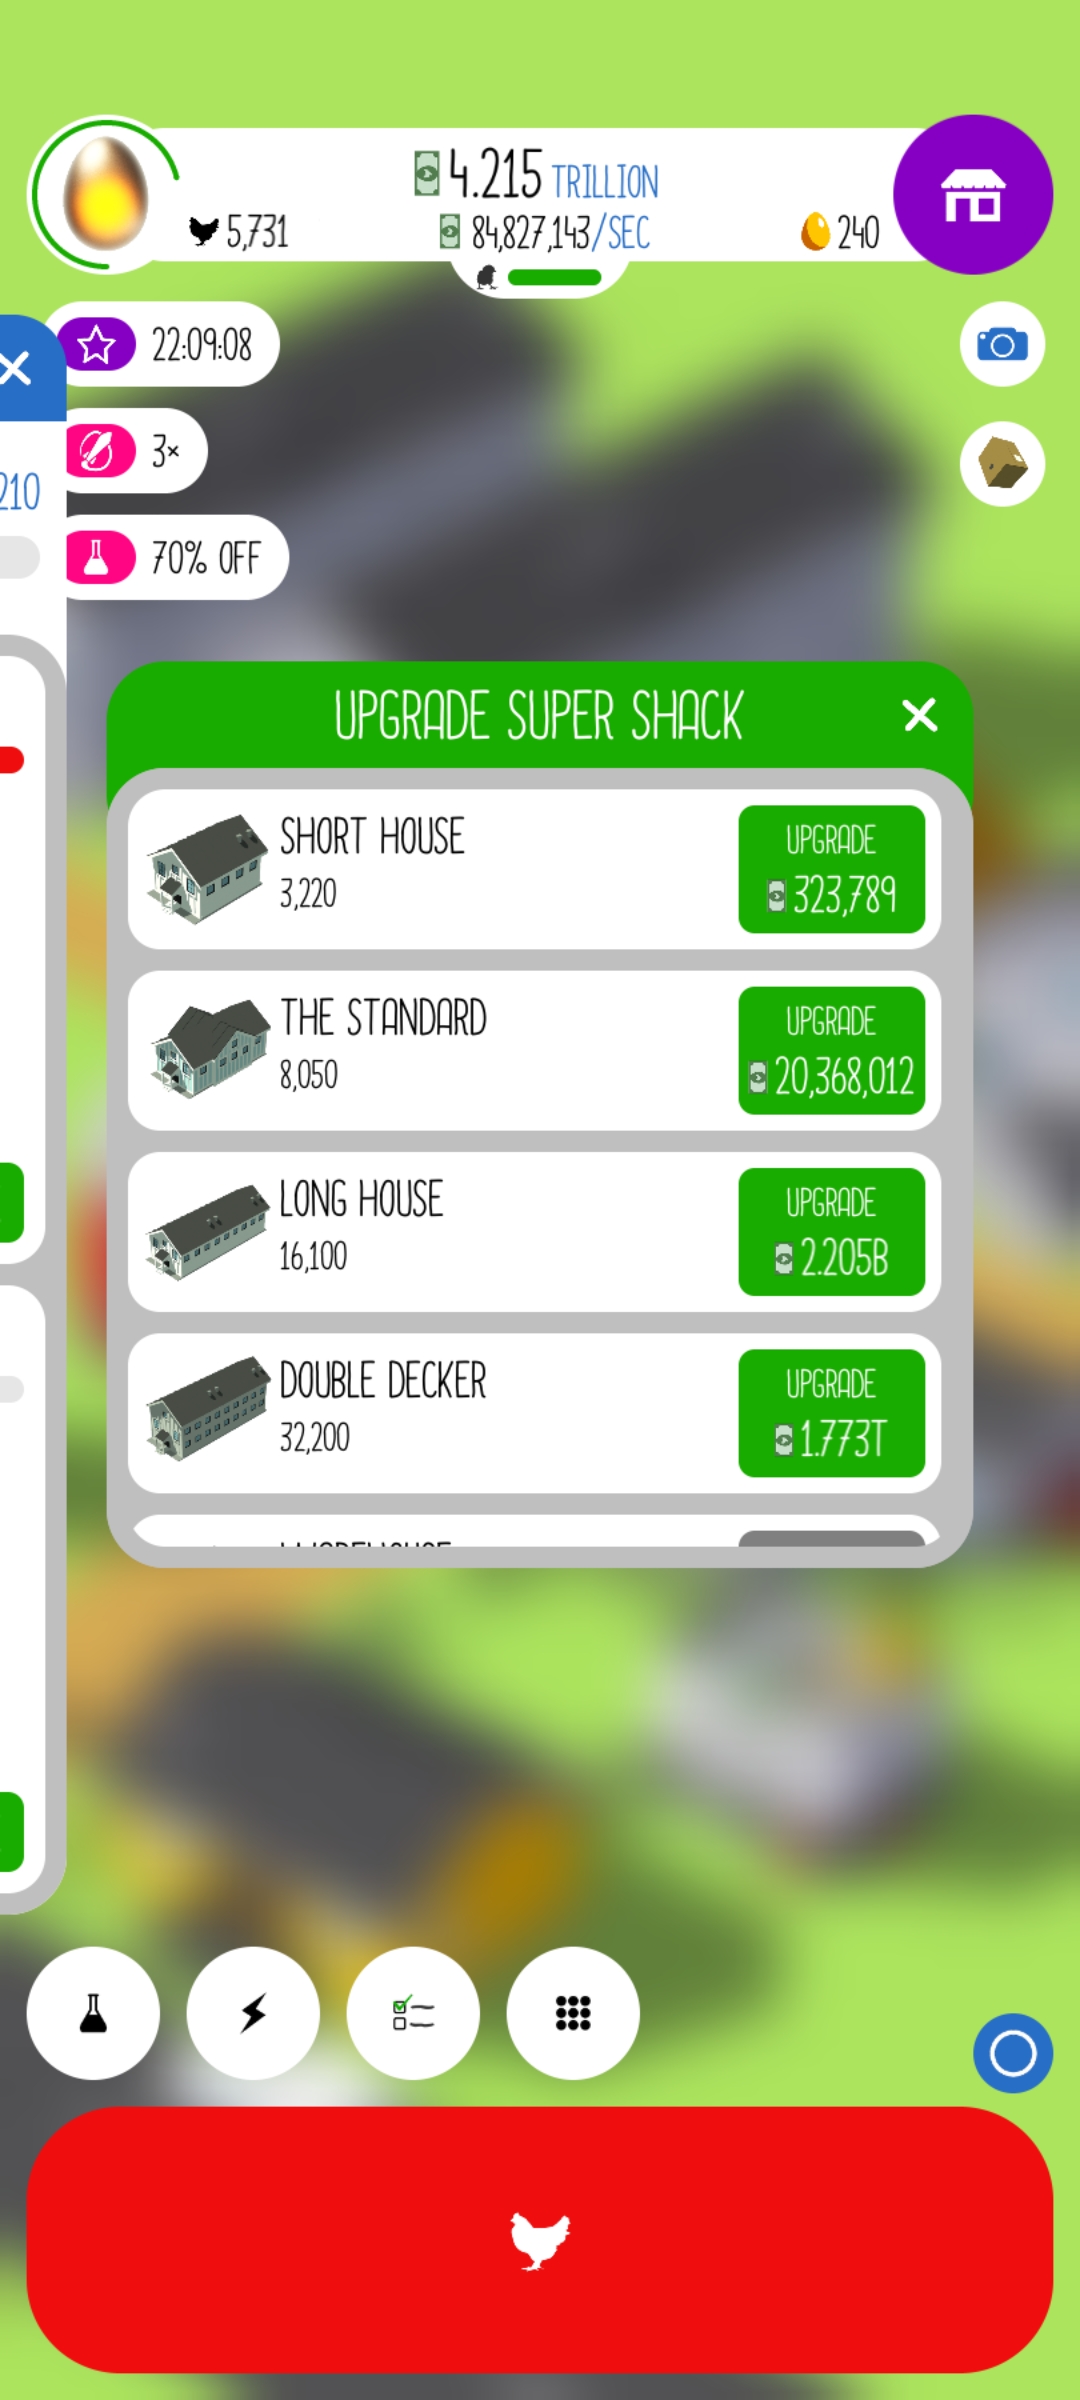 4.215 TRILLION
5,731
84,827,143/SEC
240
22:09:08
3×
210
70% OFF
UPGRADE SUPER SHACK
SHORT HOUSE
3,220
UPGRADE
323,789
THE STANDARD
8,050
UPGRADE
20,368,012
LONG HOUSE
16,100
UPGRADE
2.205B
DOUBLE DECKER
32,200
UPGRADE
1.773T